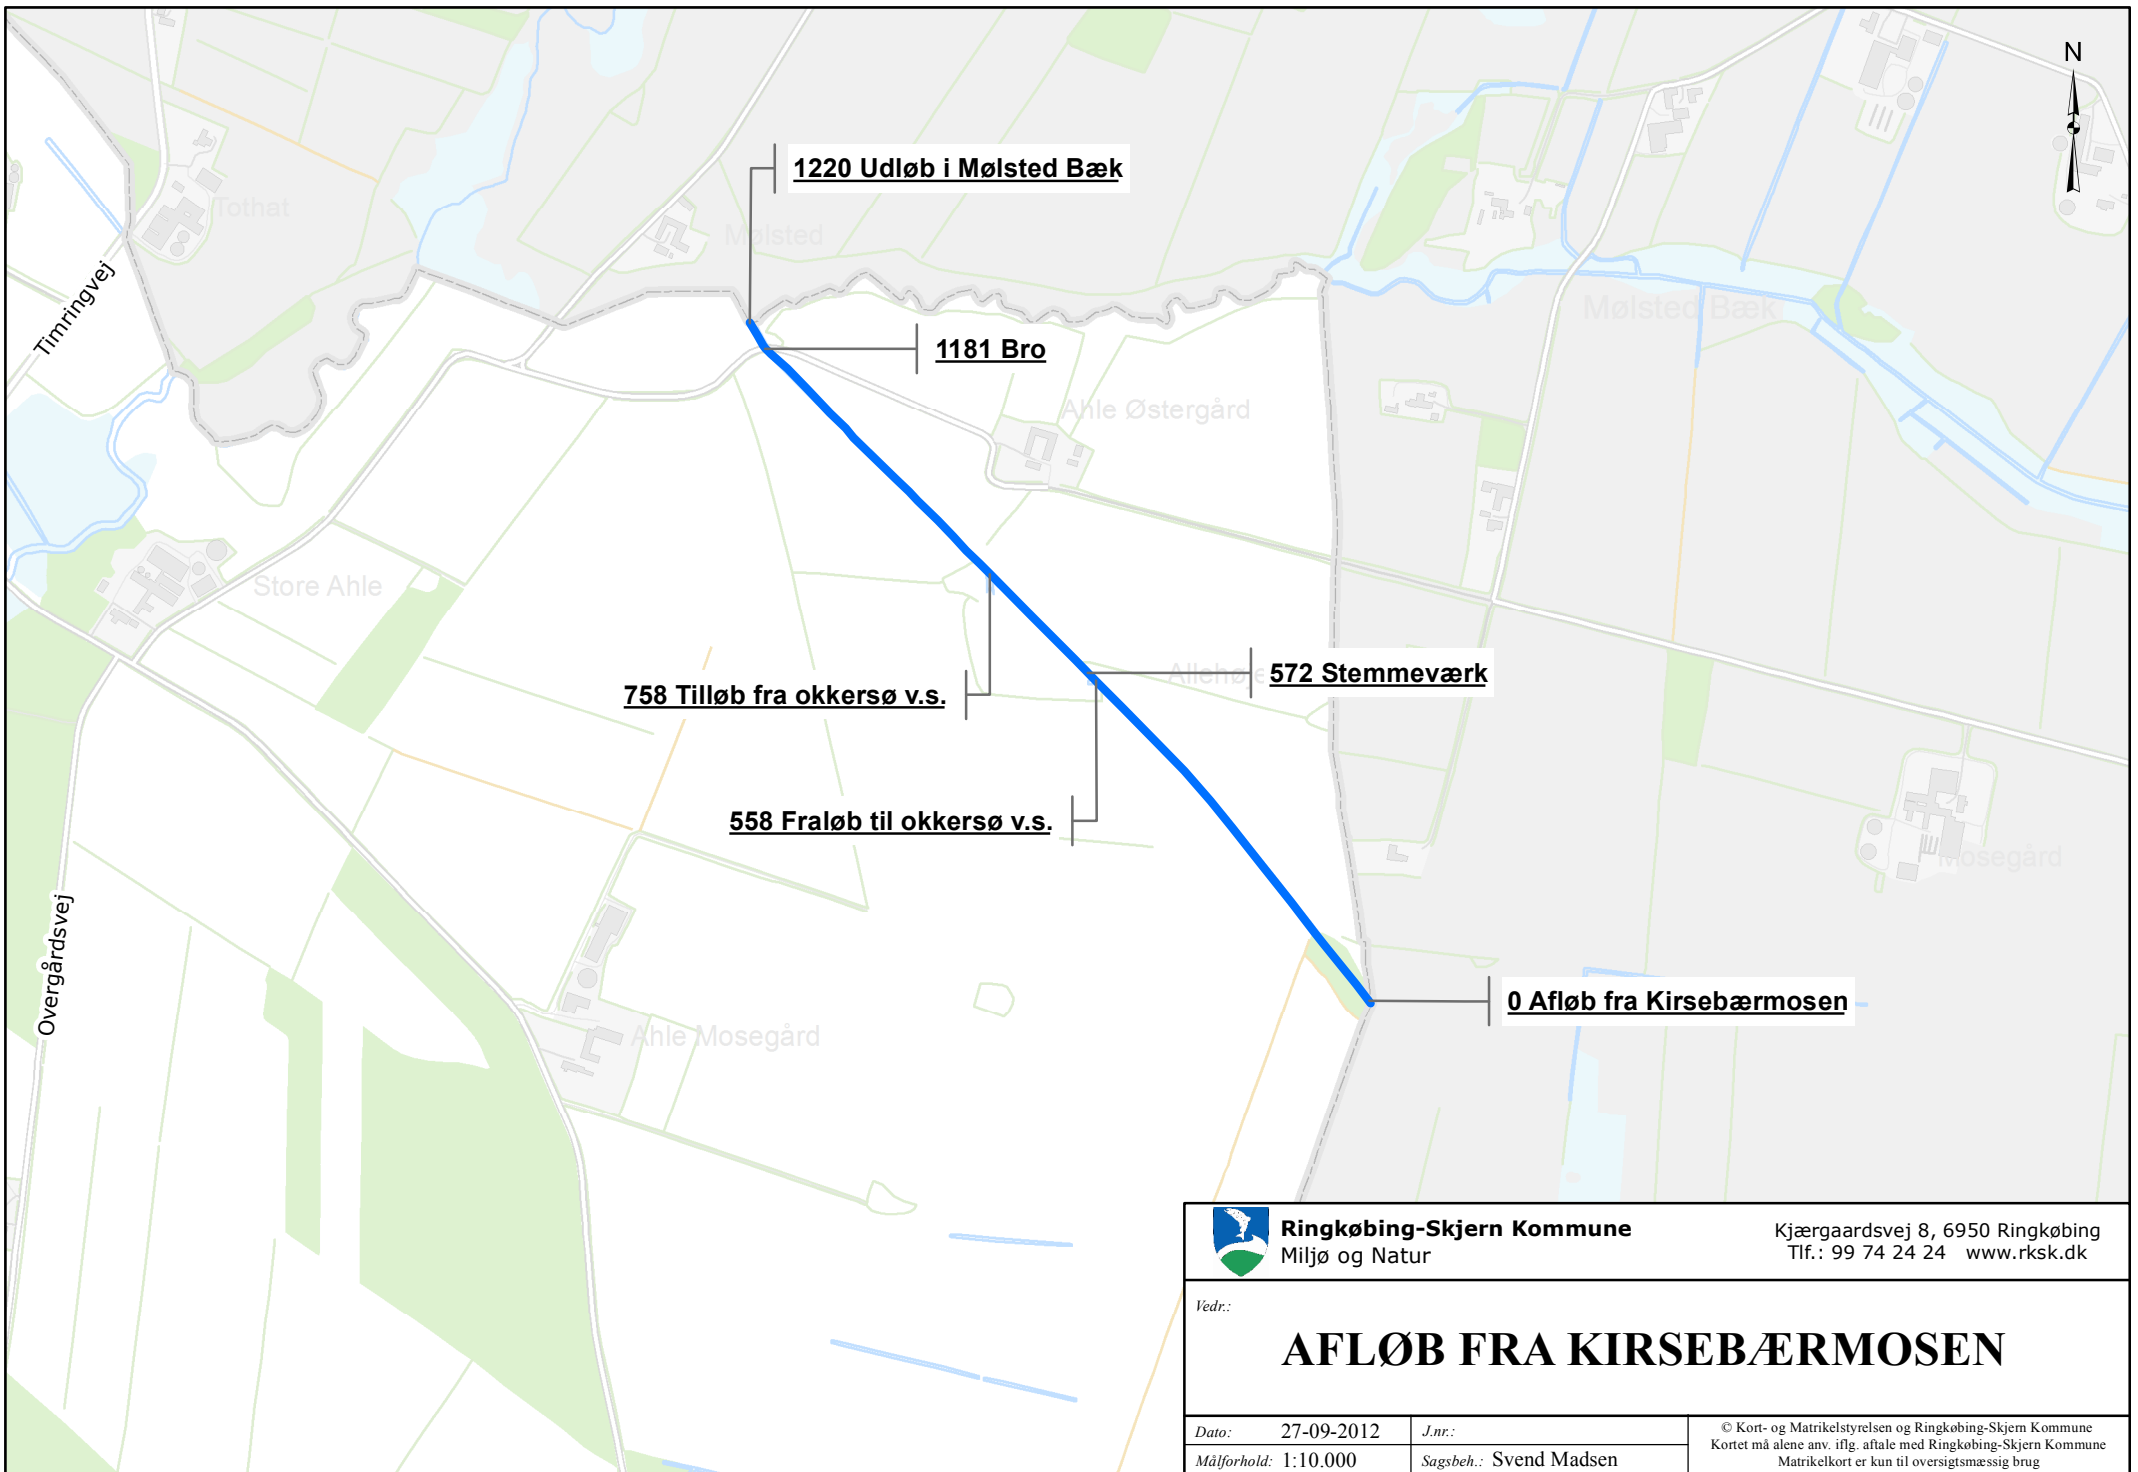 N
1220 Udløb i Mølsted Bæk
Tothat
Mølsted
Timringvej
Mølsted Bæk
1181 Bro
Ahle Østergård
Store Ahle
Allehøje
572 Stemmeværk
758 Tilløb fra okkersø v.s.
558 Fraløb til okkersø v.s.
Mosegård
Overgårdsvej
0 Afløb fra Kirsebærmosen
Ahle Mosegård
Ringkøbing-Skjern Kommune
Miljø og Natur
Kjærgaardsvej 8, 6950 Ringkøbing
Tlf.: 99 74 24 24 www.rksk.dk
Vedr.:
AFLØB FRA KIRSEBÆRMOSEN
Dato: 27-09-2012
J.nr.:
Målforhold: 1:10.000
Sagsbeh.: Svend Madsen
© Kort- og Matrikelstyrelsen og Ringkøbing-Skjern Kommune
Kortet må alene anv. iflg. aftale med Ringkøbing-Skjern Kommune
Matrikelkort er kun til oversigtsmæssig brug